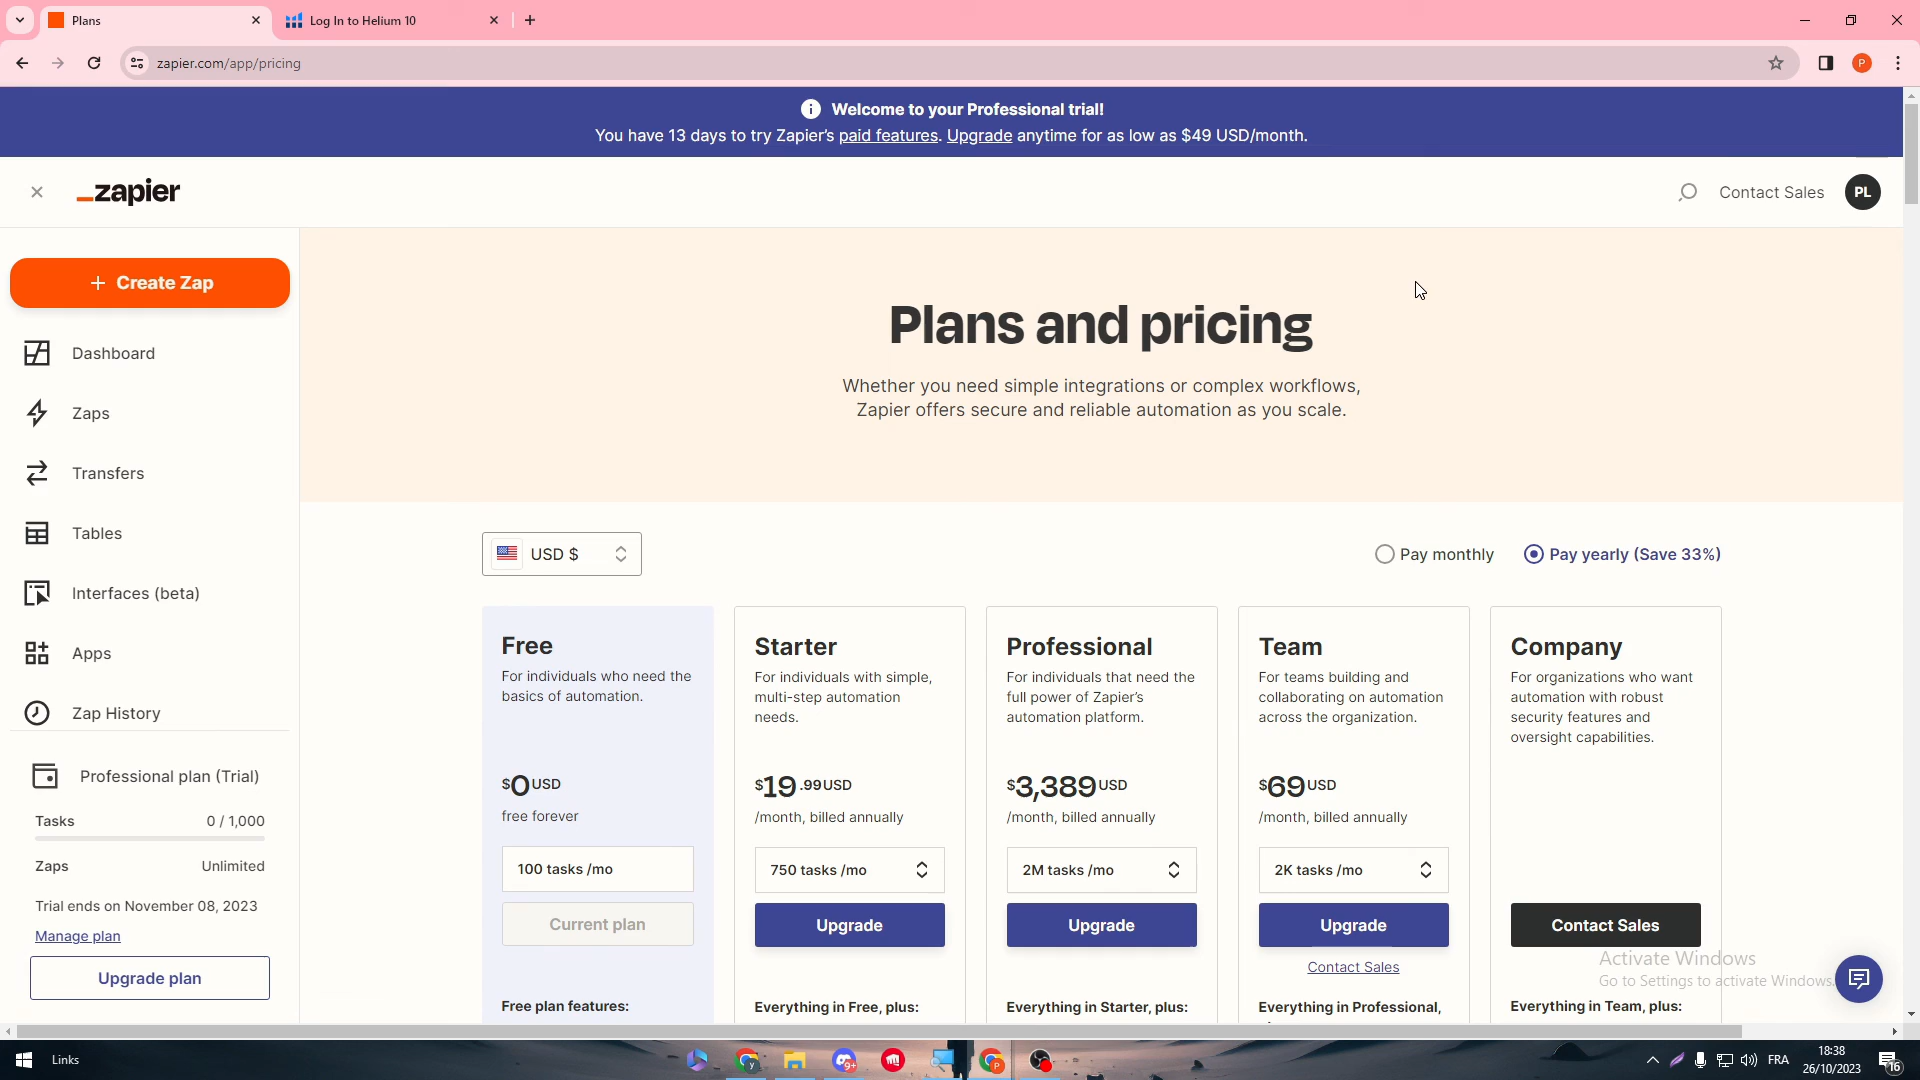 Plans
Log In to Helium 10
zapier.com/app/pricing
P
Welcome to your Professional trial!
You have 13 days to try Zapier's paid features. Upgrade anytime for as low as $49 USD/month.
zapier
Contact Sales
PL
+ Create Zap
Dashboard
Zaps
Transfers
Tables
Interfaces (beta)
Apps
Zap History
Professional plan (Trial)
Tasks 0 / 1,000
Zaps Unlimited
Trial ends on November 08, 2023
Manage plan
Upgrade plan
Plans and pricing
Whether you need simple integrations or complex workflows,
Zapier offers secure and reliable automation as you scale.
USD $
Pay monthly
Pay yearly (Save 33%)
Free
For individuals who need the
basics of automation.
$0 USD
free forever
100 tasks /mo
Current plan
Free plan features:
Starter
For individuals with simple,
multi-step automation
needs.
$19.99 USD
/month, billed annually
750 tasks /mo
Upgrade
Everything in Free, plus:
Professional
For individuals that need the
full power of Zapier's
automation platform.
$3,389 USD
/month, billed annually
2M tasks /mo
Upgrade
Everything in Starter, plus:
Team
For teams building and
collaborating on automation
across the organization.
$69 USD
/month, billed annually
2K tasks /mo
Upgrade
Contact Sales
Everything in Professional,
Company
For organizations who want
automation with robust
security features and
oversight capabilities.
Contact Sales
Everything in Team, plus:
Activate Windows
Go to Settings to activate Windows.
Links
FRA
18:38
26/10/2023
16